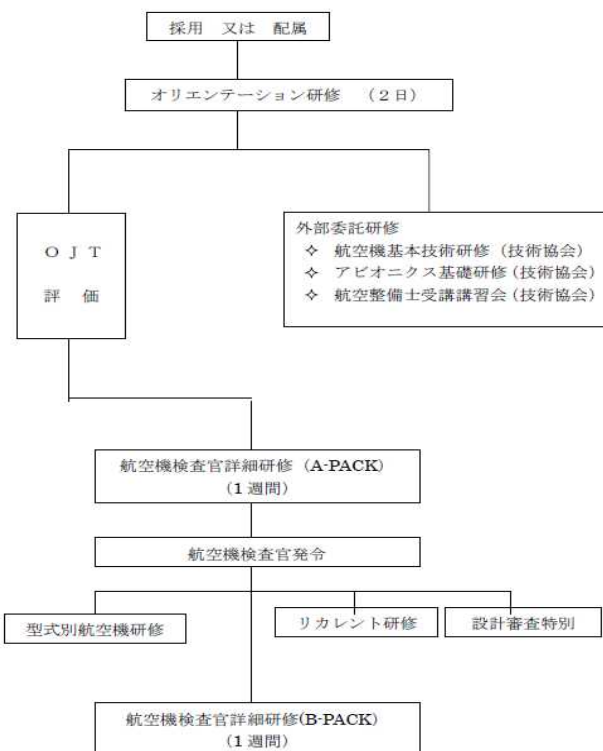 採用　又は　配属
オリエンテーション研修　（２日）
ＯＪＴ
評　価
外部委託研修
✧　航空機基本技術研修（技術協会）
✧　アビオニクス基礎研修（技術協会）
✧　航空整備士受講講習会（技術協会）
航空機検査官詳細研修（A-PACK）
（1 週間）
航空機検査官発令
型式別航空機研修
リカレント研修
設計審査特別
航空機検査官詳細研修(B-PACK)
（1 週間）